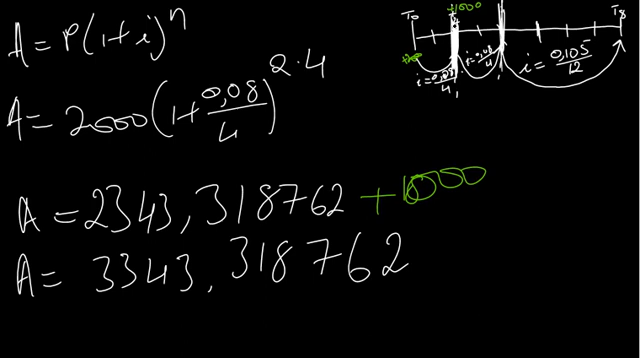 +1000
T₀ T₈
i=0,08/4 i=0,08/4 i=0,105/12
A=P(1+i)ⁿ
A=2000(1+0,08/4)²·⁴
A=2343,318762+1000
A=3343,318762